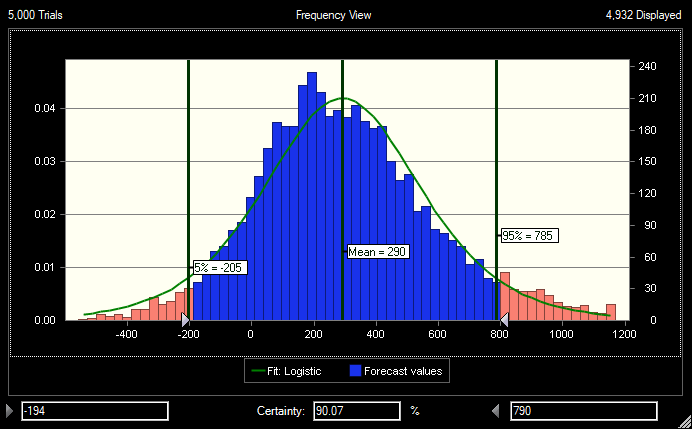 5,000 Trials Frequency View 4,932 Displayed
240
0.04 210
180
0.03 150
120
0.02 90
95% = 785
Mean = 290
60
0.01 5% = -205
30
0.00 0
-400 -200 0 200 400 600 800 1000 1200
Fit: Logistic Forecast values
-194 Certainty: 90.07 % 790